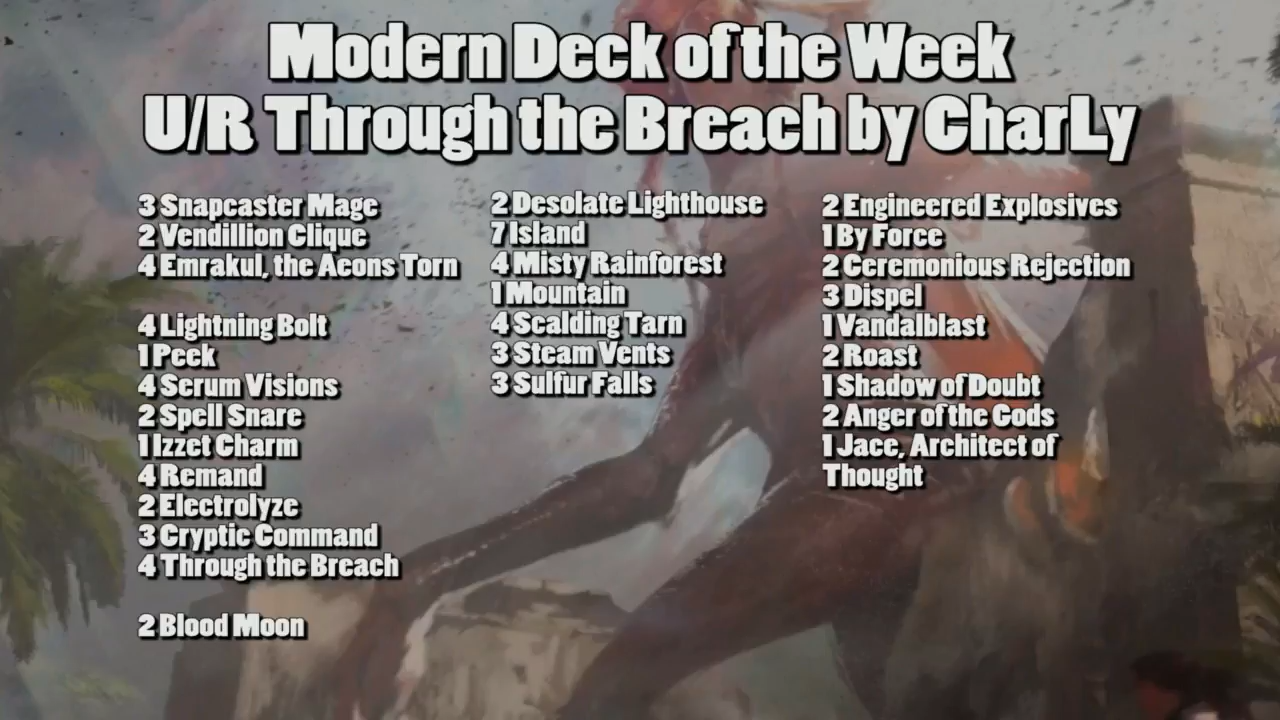 Modern Deck of the Week
U/R Through the Breach by CharLy
3 Snapcaster Mage
2 Vendillion Clique
4 Emrakul, the Aeons Torn
4 Lightning Bolt
1 Peek
4 Serum Visions
2 Spell Snare
1 Izzet Charm
4 Remand
2 Electrolyze
3 Cryptic Command
4 Through the Breach
2 Blood Moon
2 Desolate Lighthouse
7 Island
4 Misty Rainforest
1 Mountain
4 Scalding Tarn
3 Steam Vents
3 Sulfur Falls
2 Engineered Explosives
1 By Force
2 Ceremonious Rejection
3 Dispel
1 Vandalblast
2 Roast
1 Shadow of Doubt
2 Anger of the Gods
1 Jace, Architect of
Thought